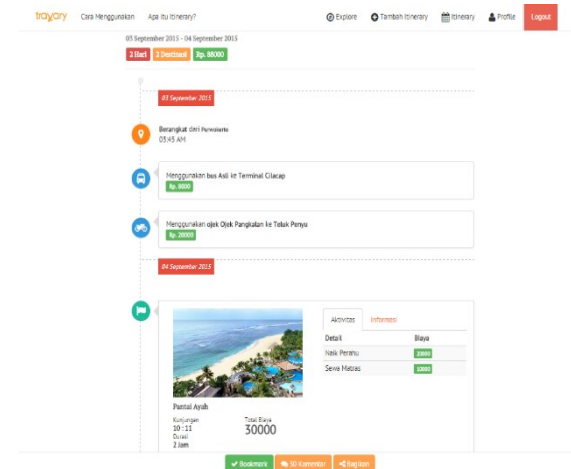 trayary Cara Menggunakan Apa itu Itinerary? Explore Tambah Itinerary Itinerary Profile Logout
03 September 2015 - 04 September 2015
2 Hari 2 Destinasi Rp. 88000
03 September 2015
Berangkat dari Purwokerto
05:45 AM
Menggunakan bus Asli ke Terminal Cilacap
Rp. 8000
Menggunakan ojek Ojek Pangkalan ke Teluk Penyu
Rp. 20000
04 September 2015
Aktivitas Informasi
Detail Biaya
Naik Perahu 20000
Sewa Matras 10000
Pantai Ayah
Kunjungan Total Biaya
10 : 11 30000
Durasi
2 Jam
Bookmark 30 Komentar Bagikan